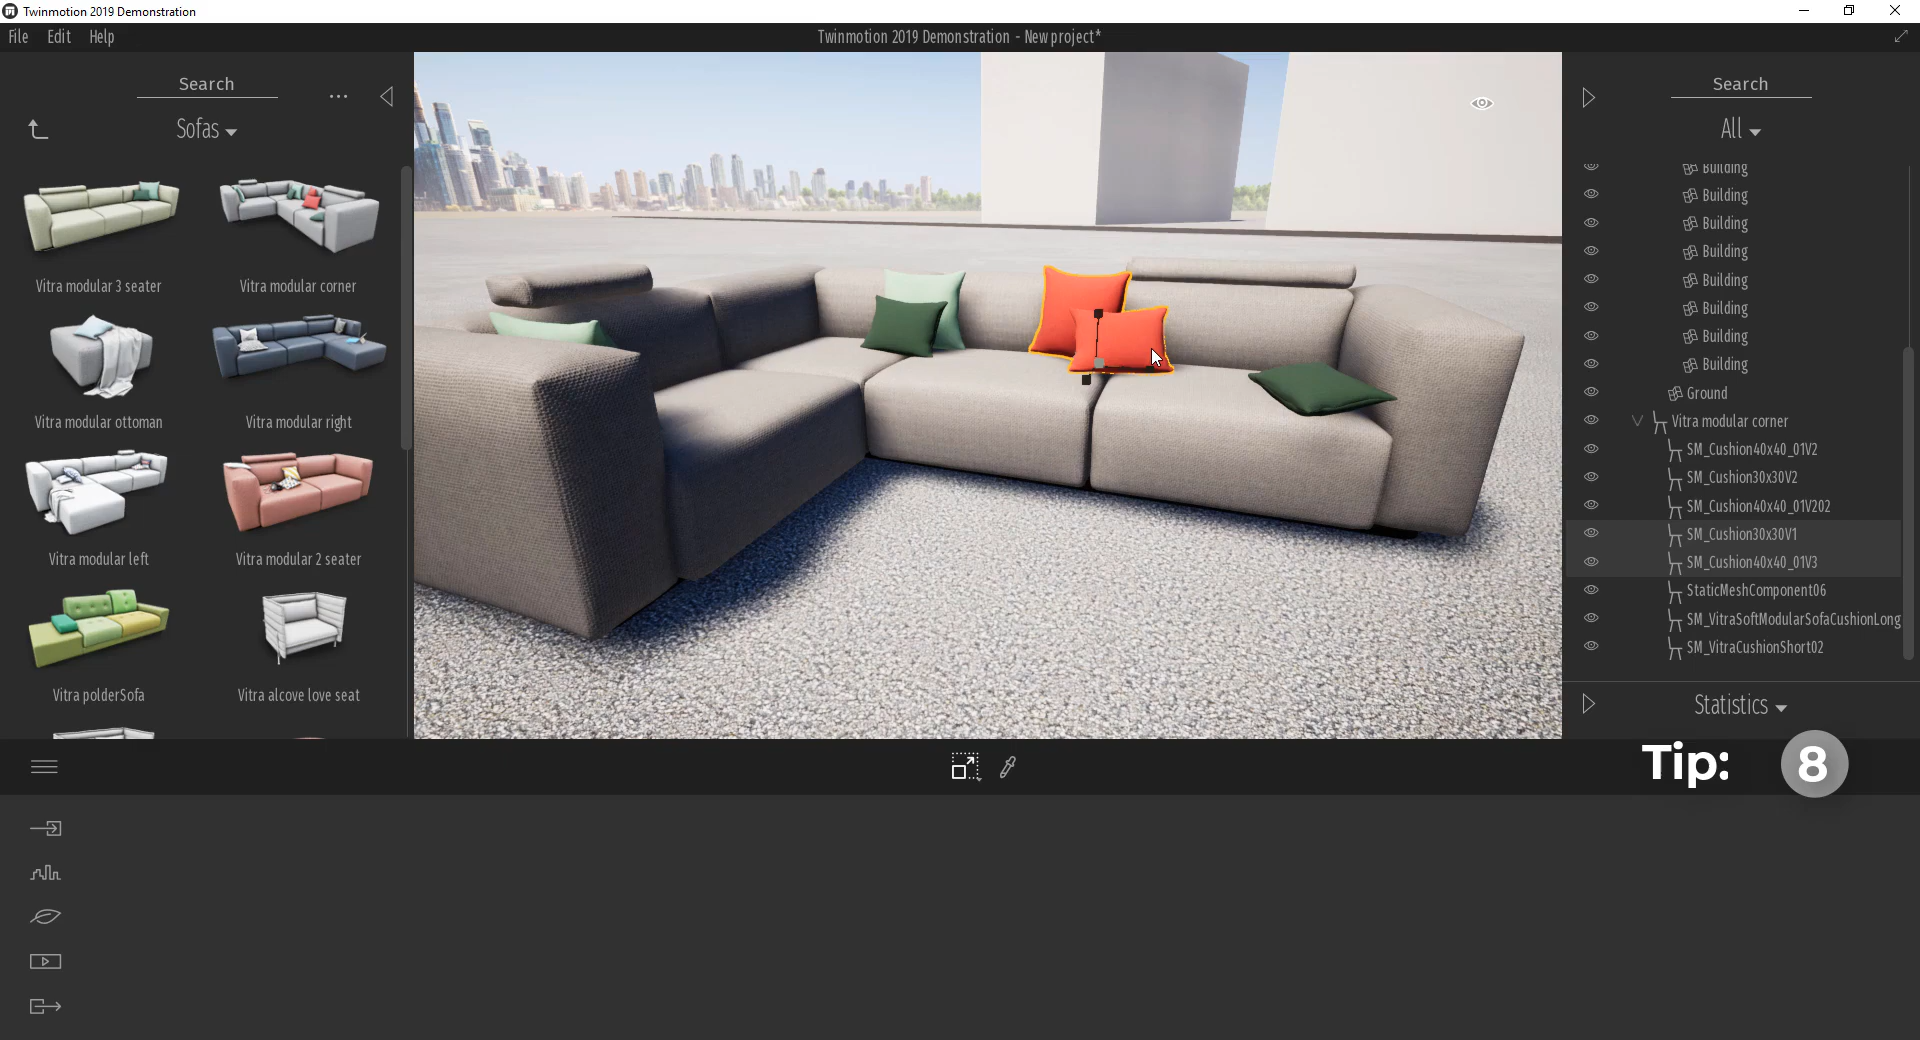 Twinmotion 2019 Demonstration
File Edit Help
Twinmotion 2019 Demonstration - New project*
Search
...
Sofas
Vitra modular 3 seater
Vitra modular corner
Vitra modular ottoman
Vitra modular right
Vitra modular left
Vitra modular 2 seater
Vitra polderSofa
Vitra alcove love seat
Search
All
Building
Building
Building
Building
Building
Building
Building
Building
Ground
Vitra modular corner
SM_Cushion40x40_01V2
SM_Cushion30x30V2
SM_Cushion40x40_01V202
SM_Cushion30x30V1
SM_Cushion40x40_01V3
StaticMeshComponent06
SM_VitraSoftModularSofaCushionLong
SM_VitraCushionShort02
Statistics
Tip: 8